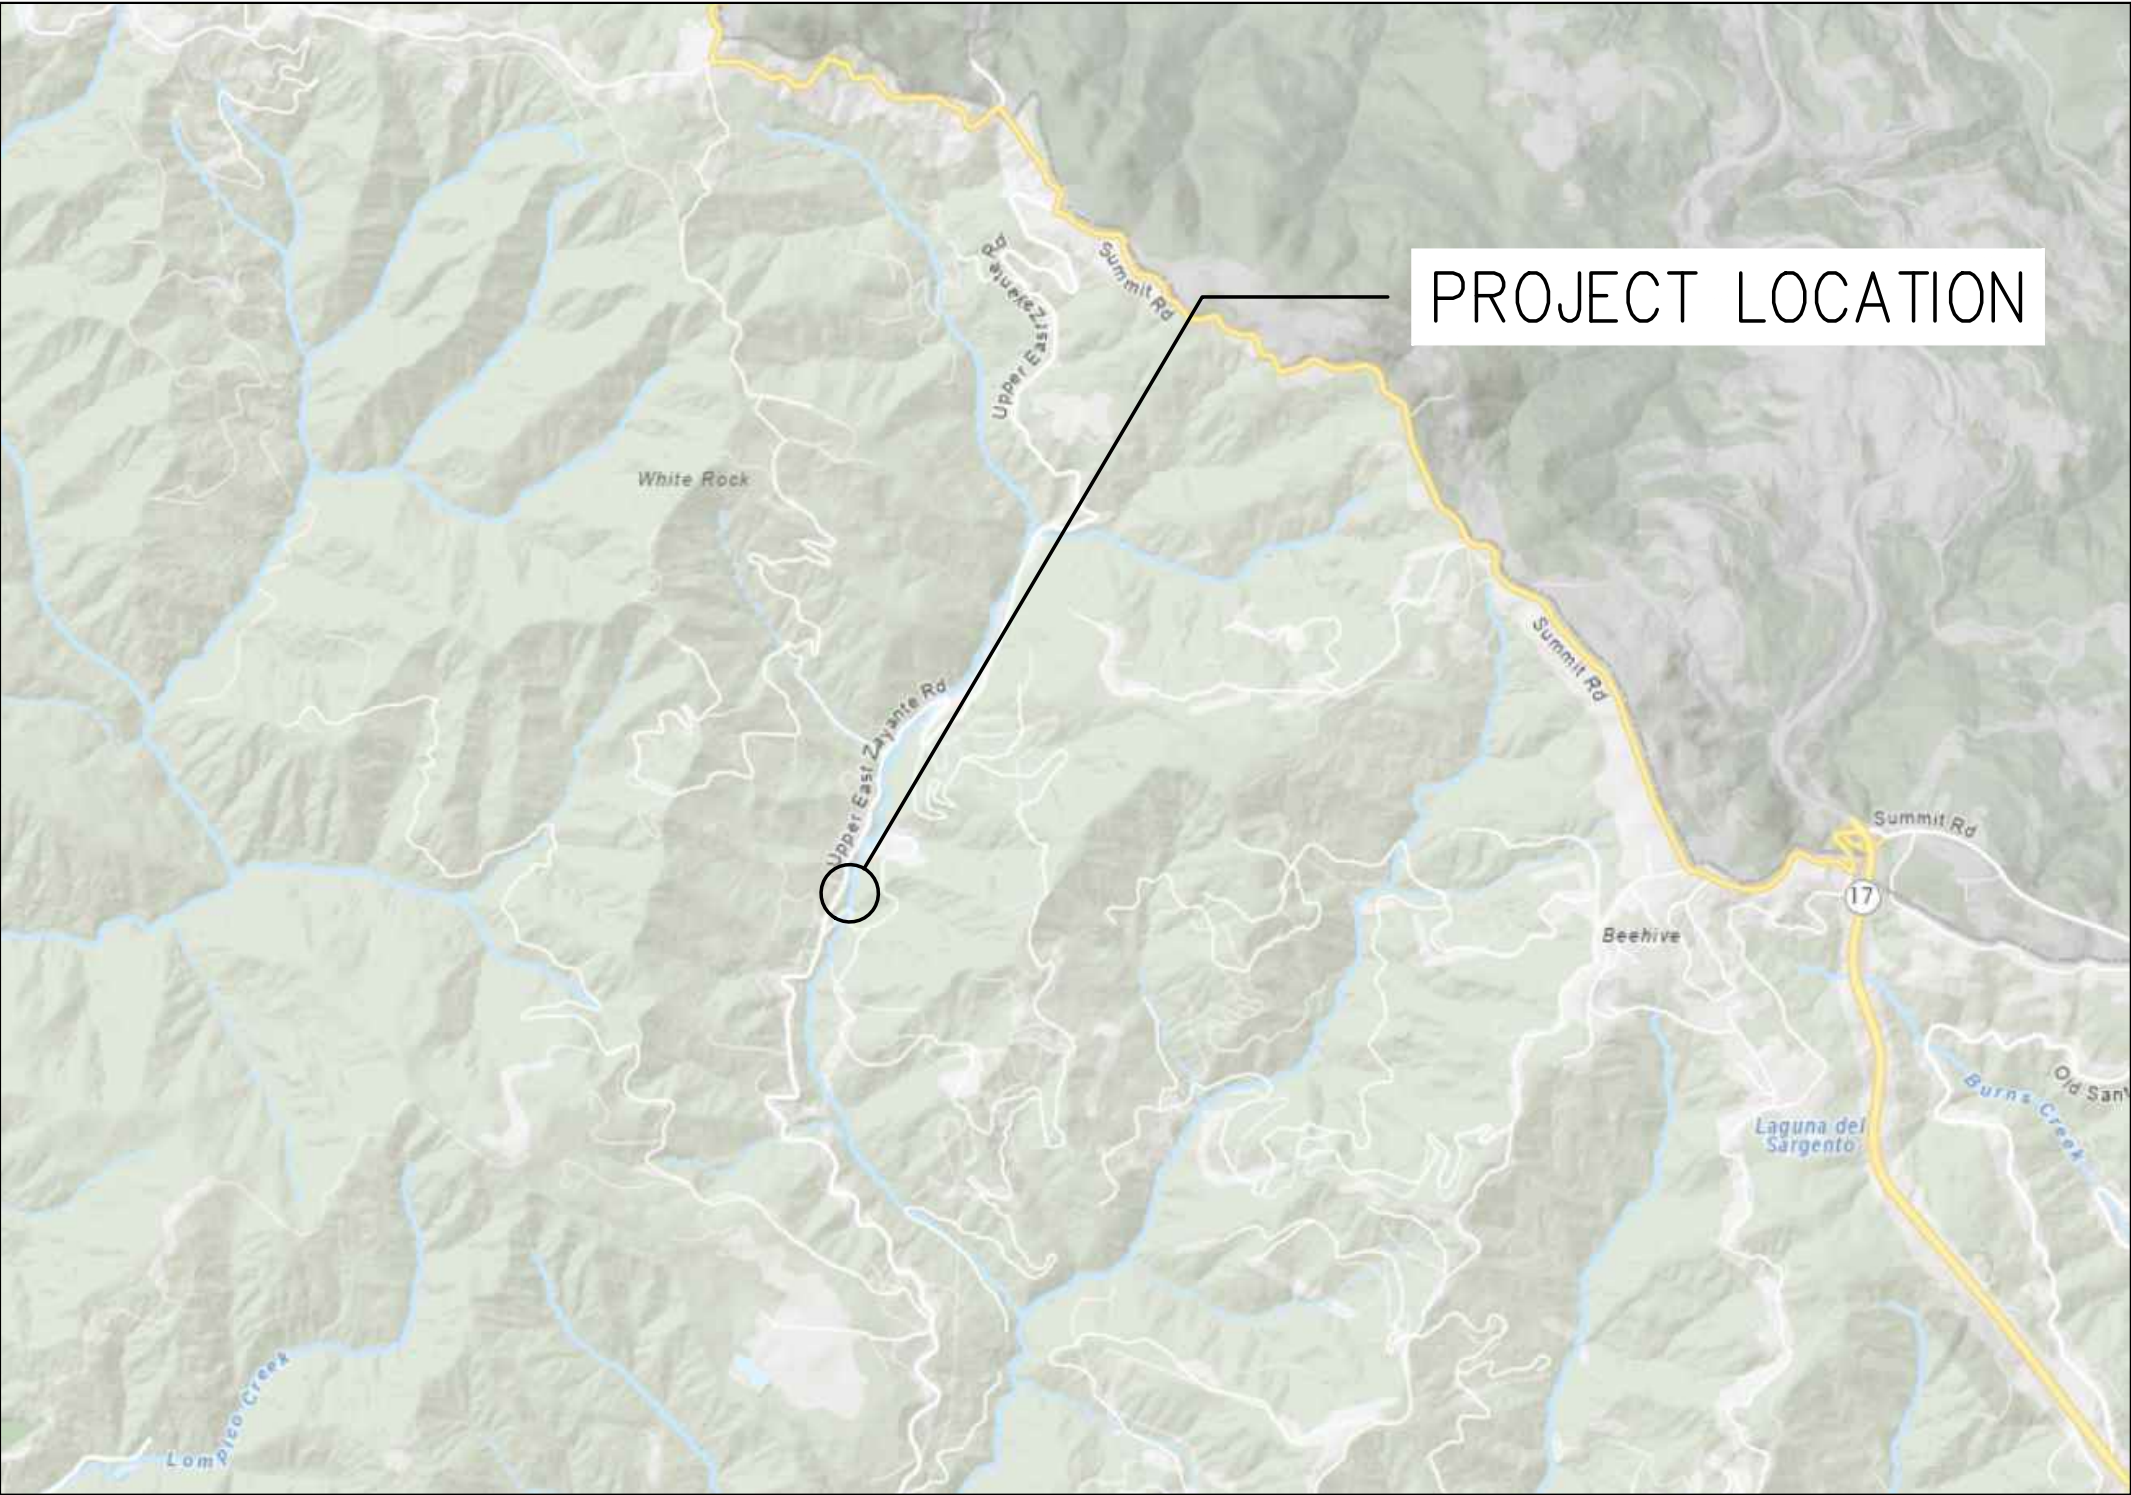 Upper East Zayante Rd
Summit Rd
PROJECT LOCATION
White Rock
Summit Rd
Upper East Zayante Rd
Summit Rd
17
Beehive
Old San
Burns Creek
Laguna del
Sargento
Lompico Creek